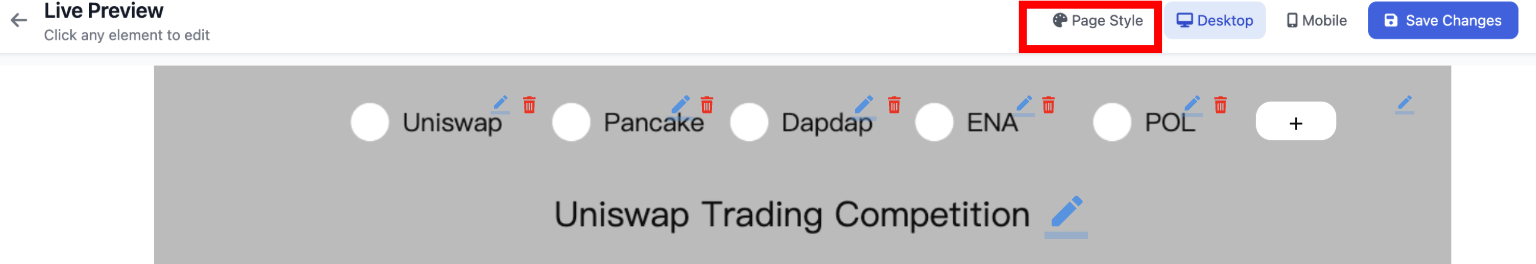 Live Preview
Click any element to edit
Page Style
Desktop
Mobile
Save Changes
Uniswap
Pancake
Dapdap
ENA
POL
+
Uniswap Trading Competition